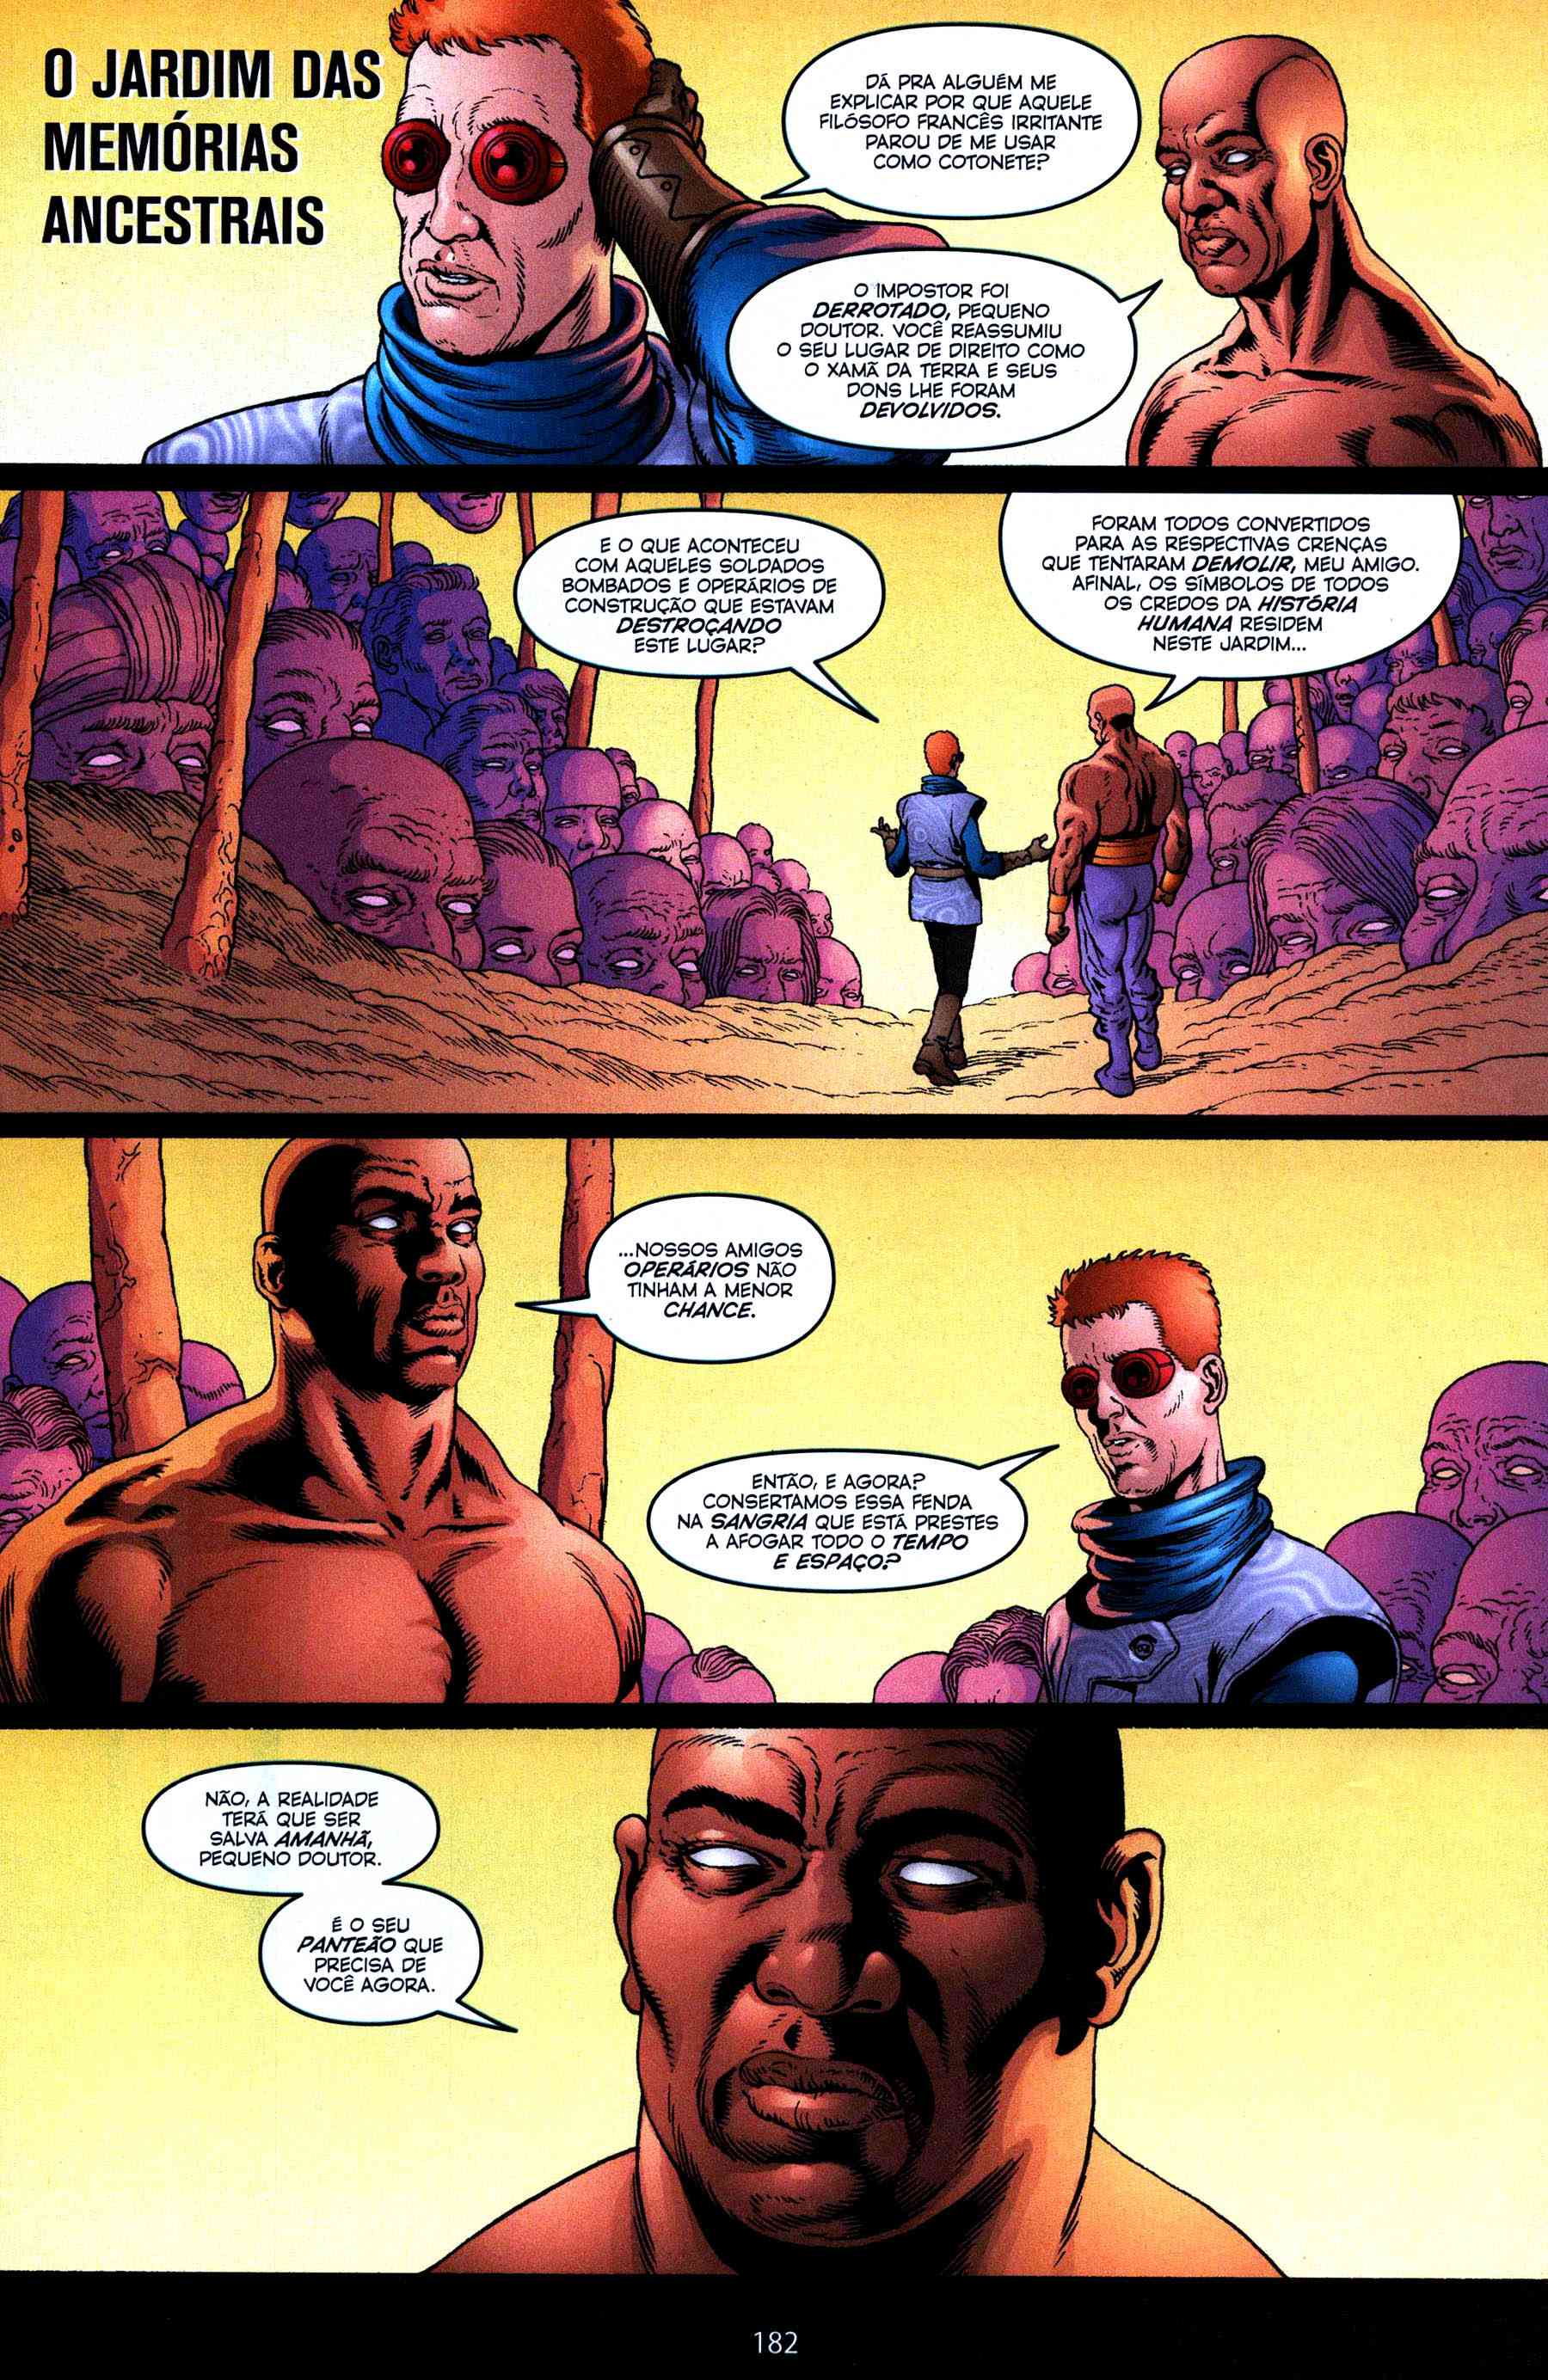 O JARDIM DAS
MEMÓRIAS
ANCESTRAIS
DÁ PRA ALGUÉM ME
EXPLICAR POR QUE AQUELE
FILÓSOFO FRANCÊS IRRITANTE
PAROU DE ME USAR
COMO COTONETE?
O IMPOSTOR FOI
DERROTADO, PEQUENO
DOUTOR. VOCÊ REASSUMIU
O SEU LUGAR DE DIREITO COMO
O XAMÃ DA TERRA E SEUS
DONS LHE FORAM
DEVOLVIDOS.
E O QUE ACONTECEU
COM AQUELES SOLDADOS
BOMBADOS E OPERÁRIOS DE
CONSTRUÇÃO QUE ESTAVAM
DESTROÇANDO
ESTE LUGAR?
FORAM TODOS CONVERTIDOS
PARA AS RESPECTIVAS CRENÇAS
QUE TENTARAM DEMOLIR, MEU AMIGO.
AFINAL, OS SÍMBOLOS DE TODOS
OS CREDOS DA HISTÓRIA
HUMANA RESIDEM
NESTE JARDIM...
...NOSSOS AMIGOS
OPERÁRIOS NÃO
TINHAM A MENOR
CHANCE.
ENTÃO, E AGORA?
CONSERTAMOS ESSA FENDA
NA SANGRIA QUE ESTÁ PRESTES
A AFOGAR TODO O TEMPO
E ESPAÇO?
NÃO, A REALIDADE
TERÁ QUE SER
SALVA AMANHÃ,
PEQUENO DOUTOR.
É O SEU
PANTEÃO QUE
PRECISA DE
VOCÊ AGORA.
182